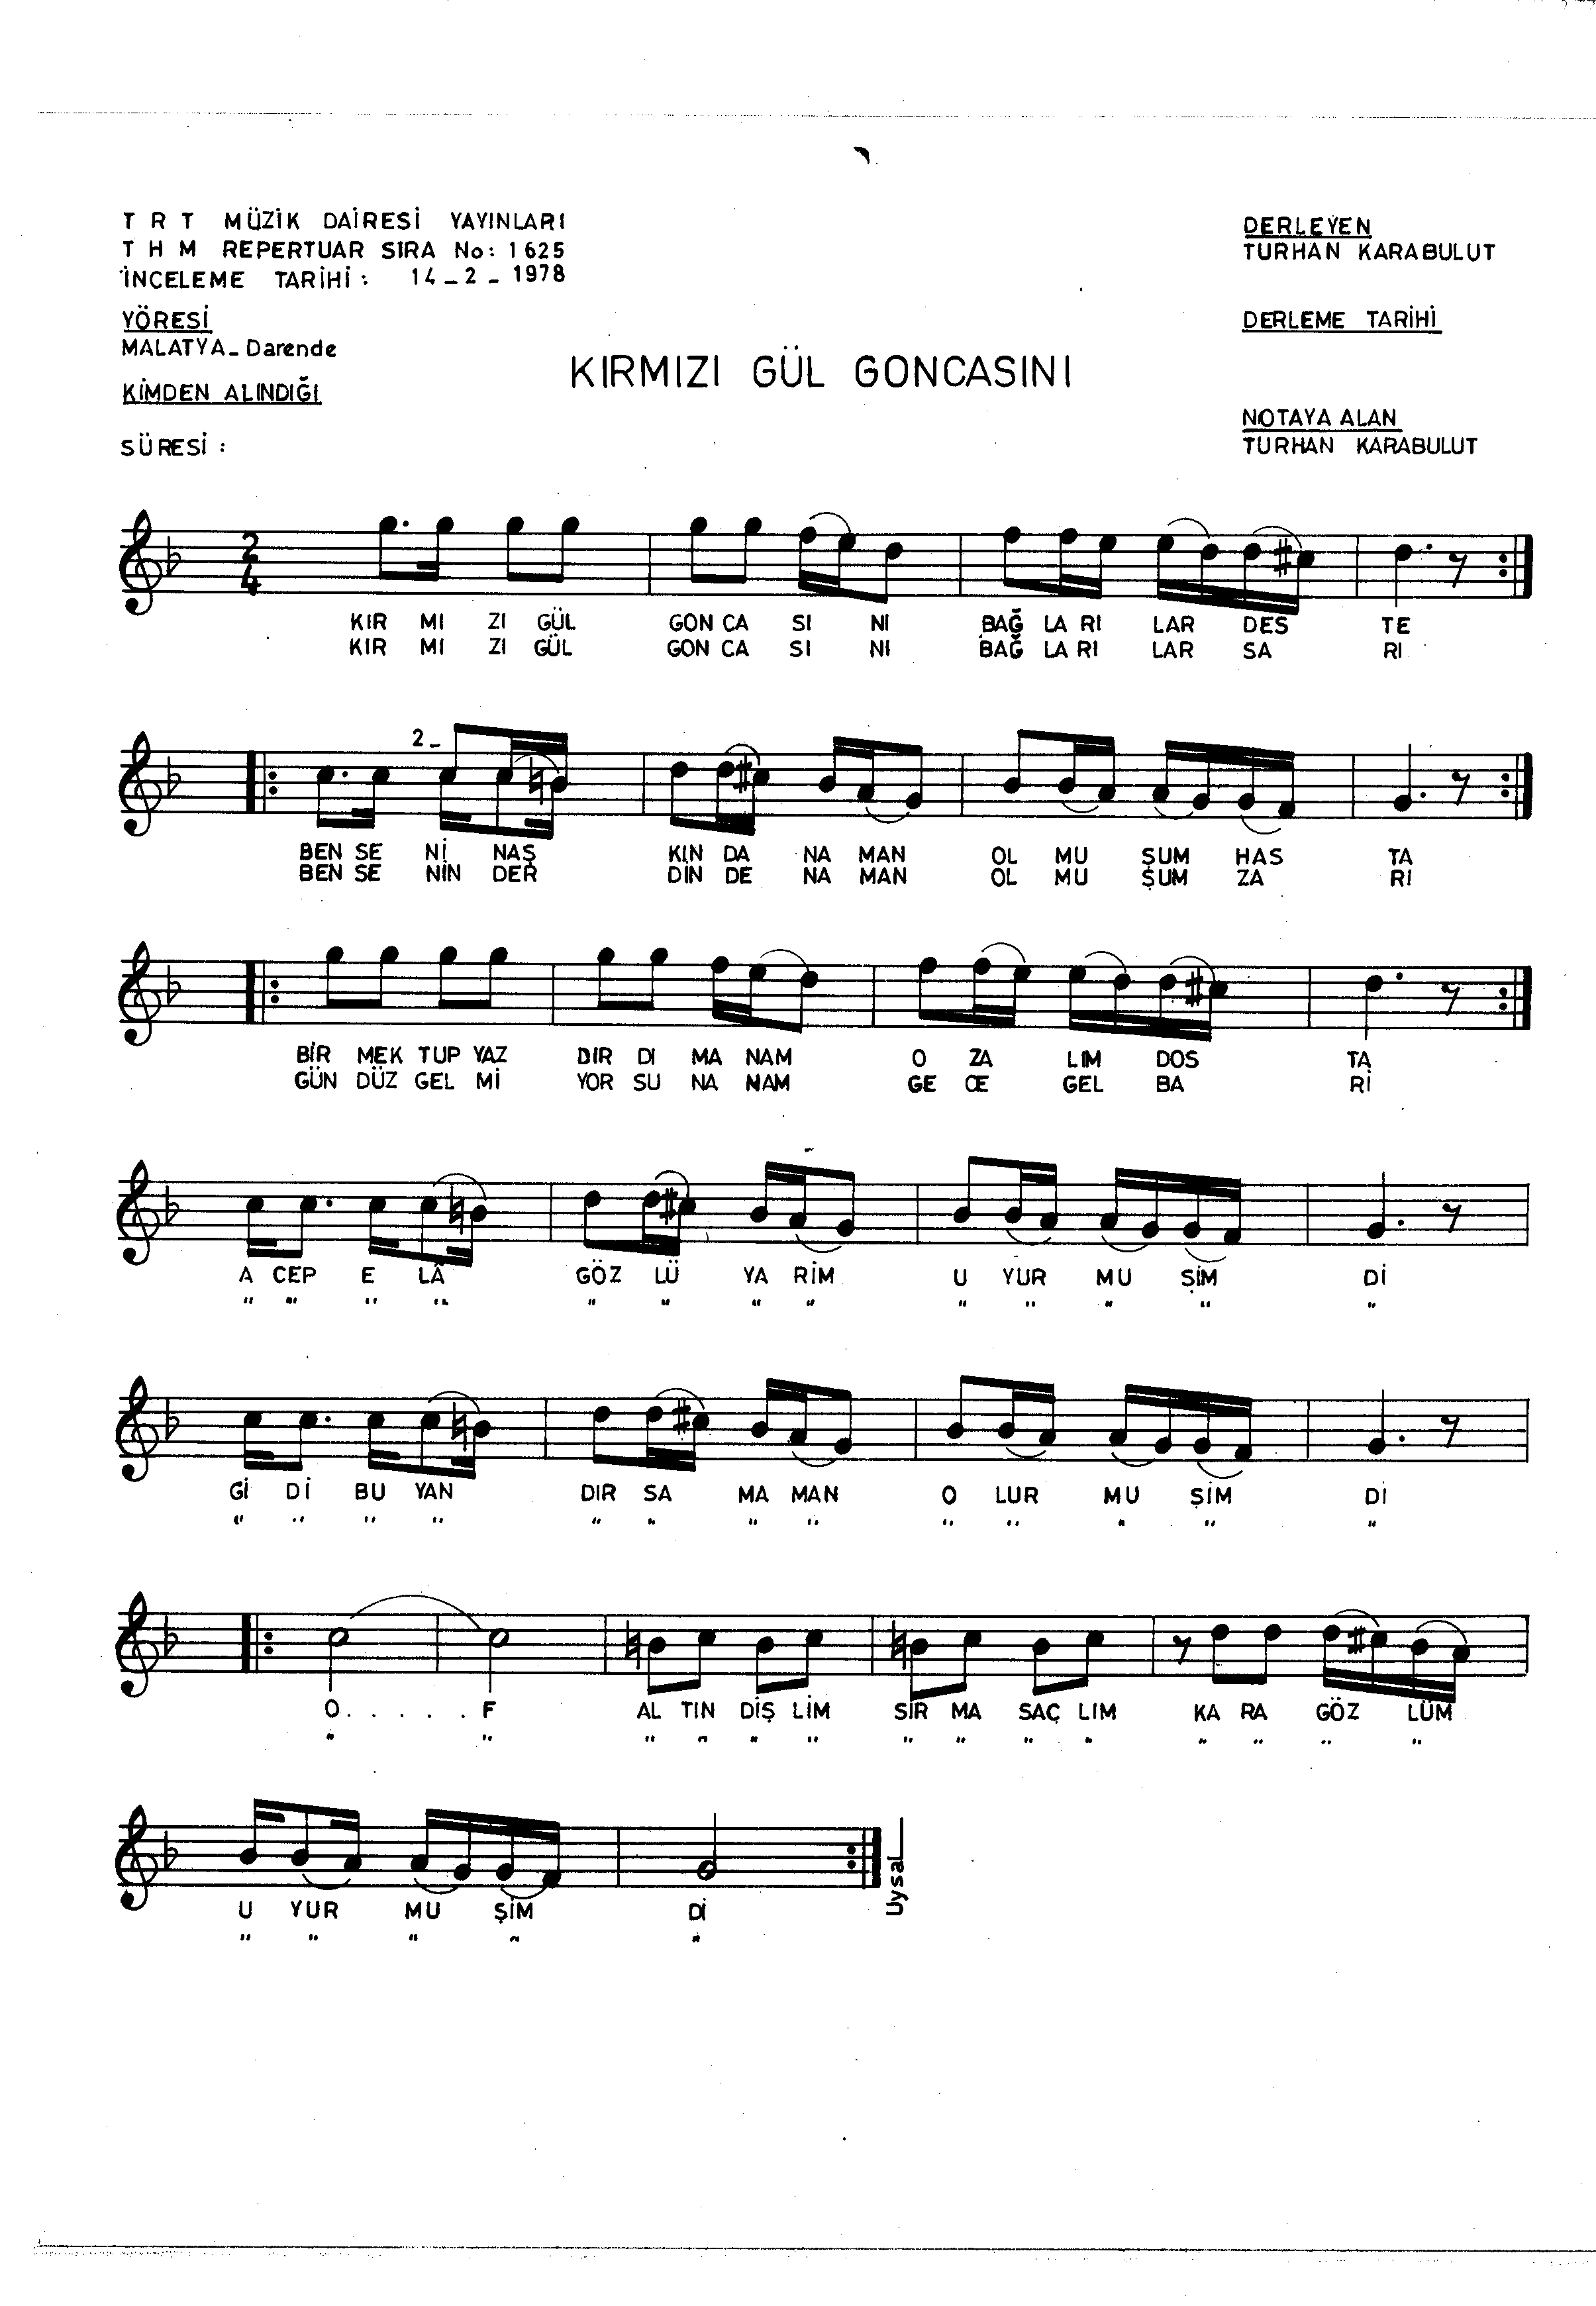 T R T MÜZİK DAİRESİ YAYINLARI
T H M REPERTUAR SIRA No: 1625
İNCELEME TARİHİ: 14_2_1978
YÖRESİ
MALATYA_Darende
KİMDEN ALINDIĞI
SÜRESİ :
DERLEYEN
TURHAN KARABULUT
DERLEME TARİHİ
NOTAYA ALAN
TURHAN KARABULUT
KIRMIZI GÜL GONCASINI
2
4
KIR MI ZI GÜL GON CA SI NI BAĞ LA RI LAR DES TE
KIR MI ZI GÜL GON CA SI NI BAĞ LA RI LAR SA RI
2_
BEN SE Nİ NAŞ KIN DA NA MAN OL MU ŞUM HAS TA
BEN SE NİN DER DİN DE NA MAN OL MU ŞUM ZA RI
BİR MEK TUP YAZ DIR DI MA NAM O ZA LIM DOS TA
GÜN DÜZ GEL Mİ YOR SU NA NAM GE CE GEL BA Rİ
A CEP E LÂ GÖZ LÜ YA RİM U YUR MU ŞİM Dİ
" " " " " " " " " " " " "
Gİ Dİ BU YAN DIR SA MA MAN O LUR MU ŞİM Dİ
" " " " " " " " " " " " "
O . . . . . F AL TIN DİŞ LİM SIR MA SAÇ LIM KA RA GÖZ LÜM
" " " " " " " " " " " " " "
U YUR MU ŞİM Dİ
" " " " "
Uysal